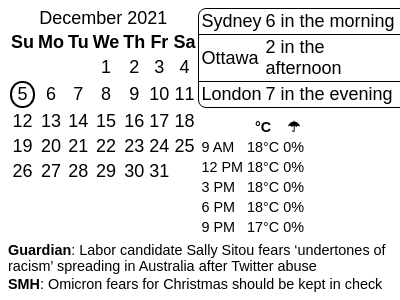 December 2021
Su Mo Tu We Th Fr Sa
1 2 3 4
5 6 7 8 9 10 11
12 13 14 15 16 17 18
19 20 21 22 23 24 25
26 27 28 29 30 31
Sydney 6 in the morning
Ottawa 2 in the
afternoon
London 7 in the evening
°C ☂
9 AM 18°C 0%
12 PM 18°C 0%
3 PM 18°C 0%
6 PM 18°C 0%
9 PM 17°C 0%
Guardian: Labor candidate Sally Sitou fears ‘undertones of
racism’ spreading in Australia after Twitter abuse
SMH: Omicron fears for Christmas should be kept in check